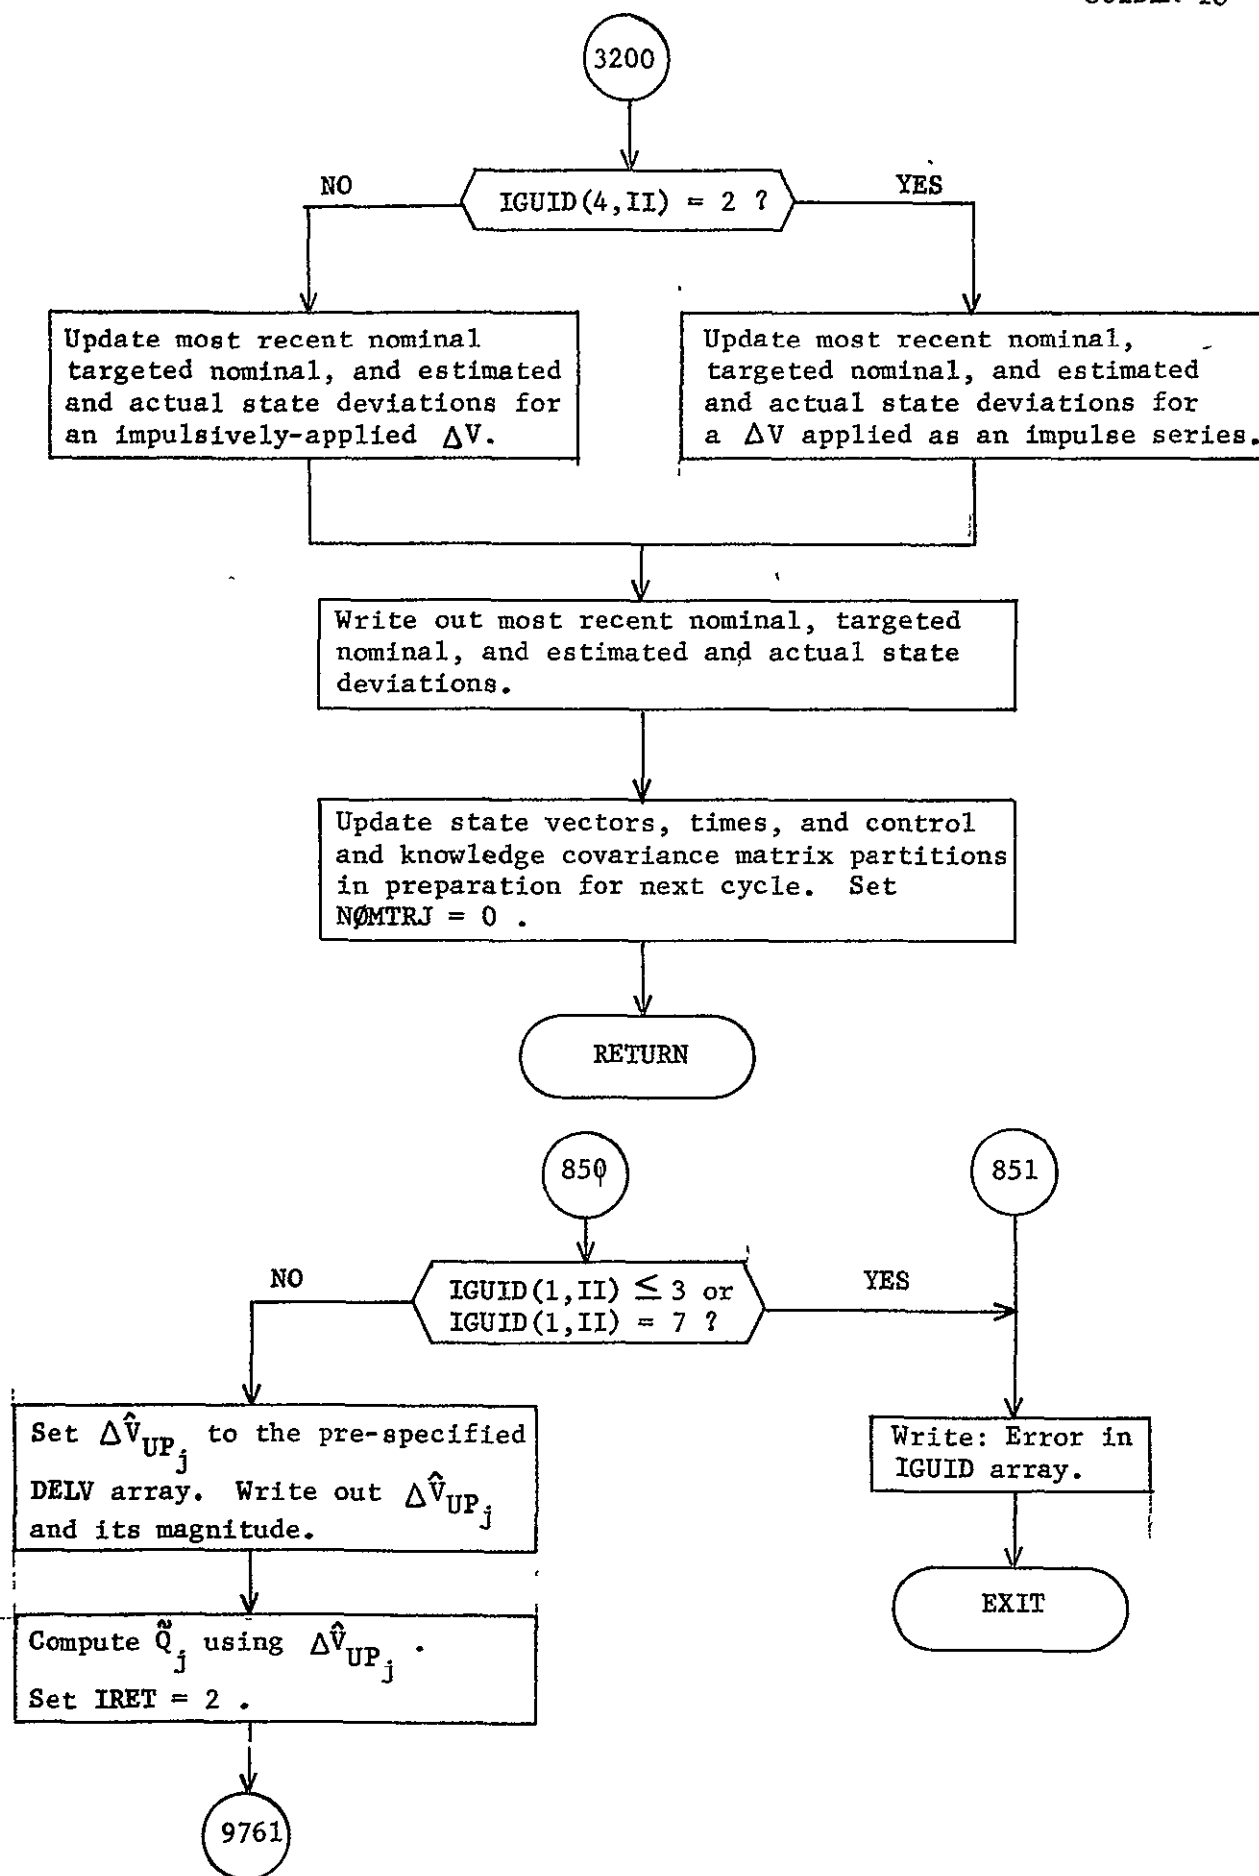 3200
NO
YES
IGUID(4,II) = 2 ?
Update most recent nominal
targeted nominal, and estimated
and actual state deviations for
an impulsively-applied ΔV.
Update most recent nominal,
targeted nominal, and estimated
and actual state deviations for
a ΔV applied as an impulse series.
Write out most recent nominal, targeted
nominal, and estimated and actual state
deviations.
Update state vectors, times, and control
and knowledge covariance matrix partitions
in preparation for next cycle. Set
NØMTRJ = 0 .
RETURN
850
851
NO
IGUID(1,II) ≤ 3 or
IGUID(1,II) = 7 ?
YES
Set ΔV̂_UP_j to the pre-specified
DELV array. Write out ΔV̂_UP_j
and its magnitude.
Write: Error in
IGUID array.
Compute Q̃_j using ΔV̂_UP_j .
Set IRET = 2 .
EXIT
9761